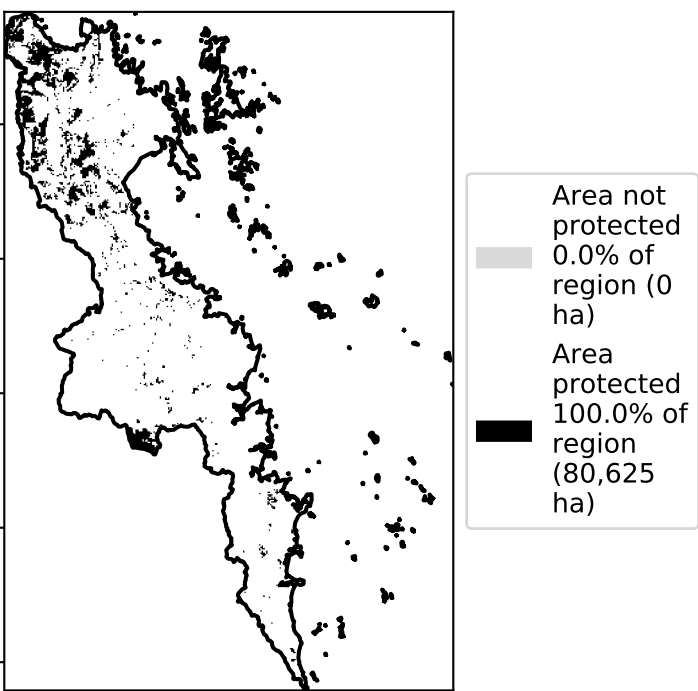 Area not
protected
0.0% of
region (0
ha)
Area
protected
100.0% of
region
(80,625
ha)